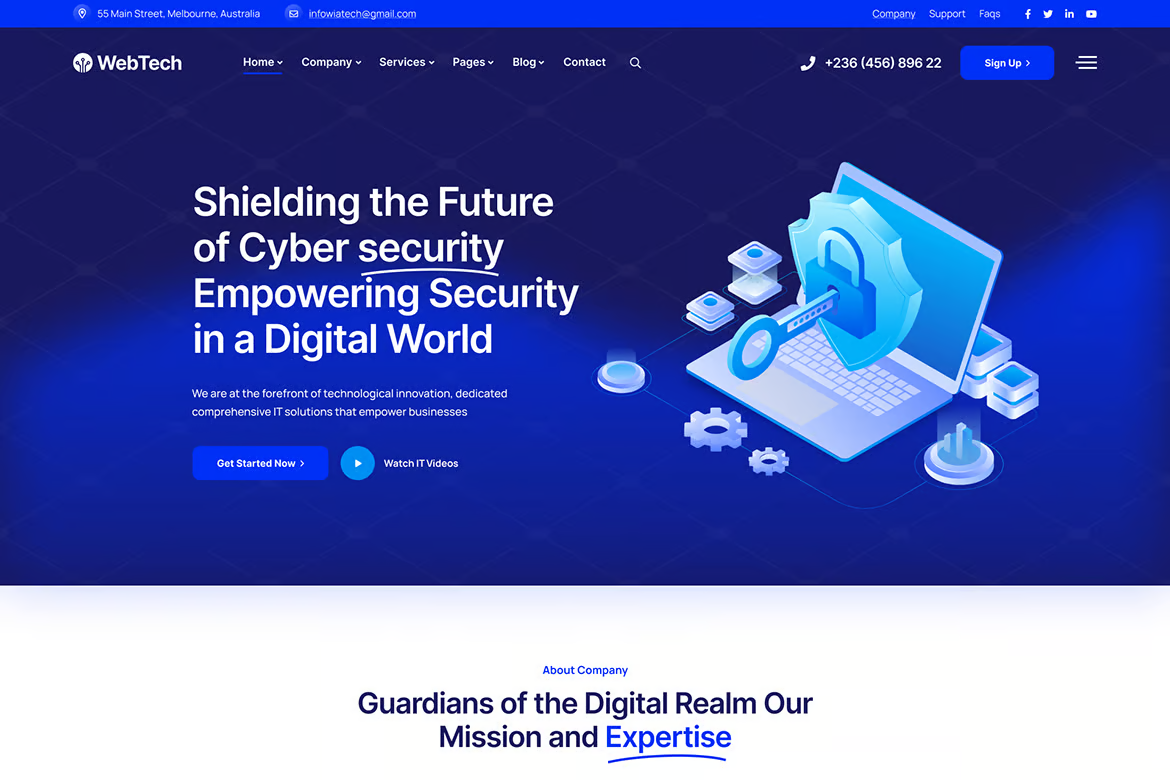 55 Main Street, Melbourne, Australia
infowiatech@gmail.com
Company
Support
Faqs
WebTech
Home
Company
Services
Pages
Blog
Contact
+236 (456) 896 22
Sign Up
Shielding the Future
of Cyber security
Empowering Security
in a Digital World
We are at the forefront of technological innovation, dedicated
comprehensive IT solutions that empower businesses
Get Started Now
Watch IT Videos
About Company
Guardians of the Digital Realm Our
Mission and Expertise